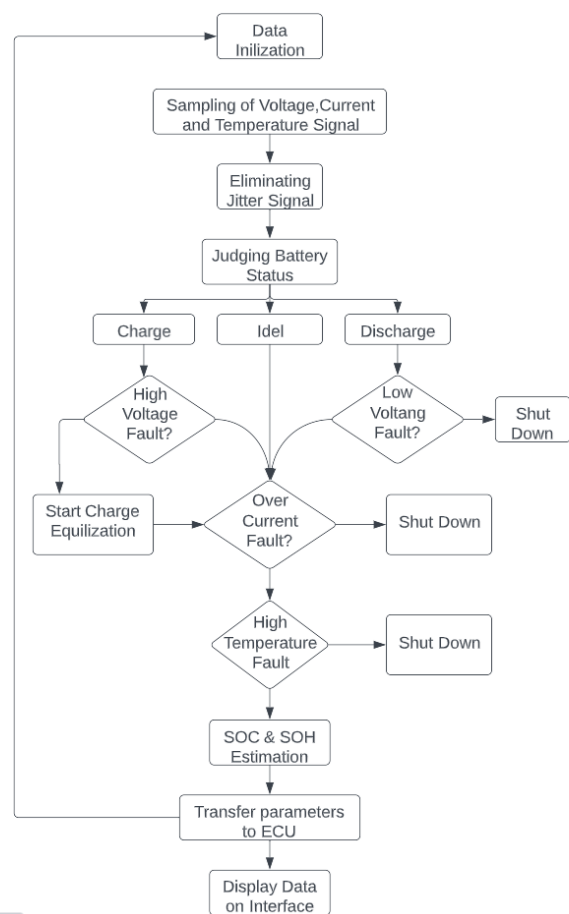 Data
Inilization
Sampling of Voltage,Current
and Temperature Signal
Eliminating
Jitter Signal
Judging Battery
Status
Charge
Idel
Discharge
High
Voltage
Fault?
Low
Voltang
Fault?
Shut
Down
Start Charge
Equilization
Over
Current
Fault?
Shut Down
High
Temperature
Fault
Shut Down
SOC & SOH
Estimation
Transfer parameters
to ECU
Display Data
on Interface